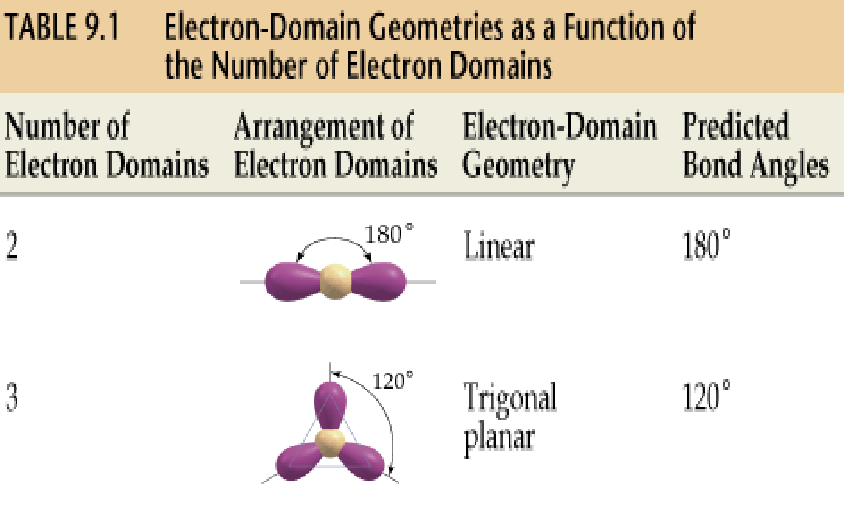 TABLE 9.1 Electron-Domain Geometries as a Function of
the Number of Electron Domains
Number of Arrangement of Electron-Domain Predicted
Electron Domains Electron Domains Geometry Bond Angles
2 180° Linear 180°
3 120° Trigonal 120°
planar